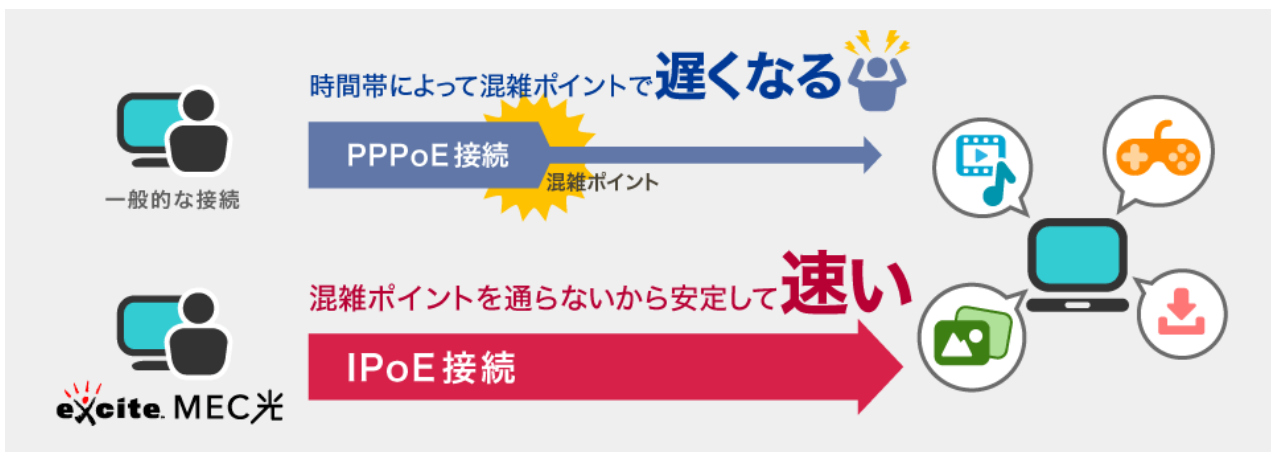 時間帯によって混雑ポイントで遅くなる
PPPoE接続
混雑ポイント
一般的な接続
混雑ポイントを通らないから安定して速い
IPoE接続
excite. MEC光